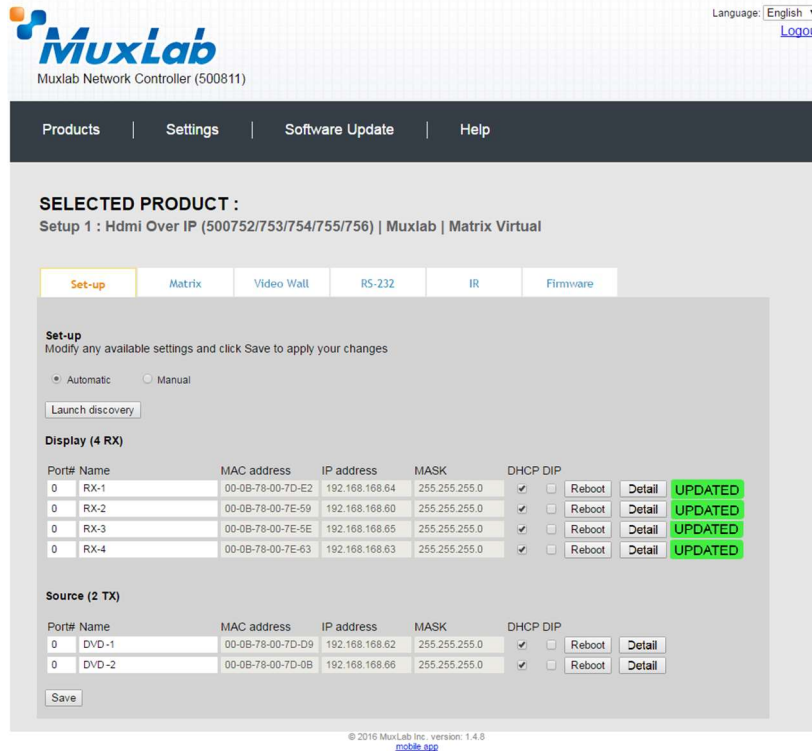 Language: English
Logou
MUXLab
Muxlab Network Controller (500811)
Products | Settings | Software Update | Help
SELECTED PRODUCT :
Setup 1 : Hdmi Over IP (500752/753/754/755/756) | Muxlab | Matrix Virtual
Set-up Matrix Video Wall RS-232 IR Firmware
Set-up
Modify any available settings and click Save to apply your changes
Automatic Manual
Launch discovery
Display (4 RX)
Port# Name MAC address IP address MASK DHCP DIP
0 RX-1 00-0B-78-00-7D-E2 192.168.168.64 255.255.255.0 Reboot Detail UPDATED
0 RX-2 00-0B-78-00-7E-59 192.168.168.60 255.255.255.0 Reboot Detail UPDATED
0 RX-3 00-0B-78-00-7E-5E 192.168.168.65 255.255.255.0 Reboot Detail UPDATED
0 RX-4 00-0B-78-00-7E-63 192.168.168.63 255.255.255.0 Reboot Detail UPDATED
Source (2 TX)
Port# Name MAC address IP address MASK DHCP DIP
0 DVD-1 00-0B-78-00-7D-D9 192.168.168.62 255.255.255.0 Reboot Detail
0 DVD-2 00-0B-78-00-7D-0B 192.168.168.66 255.255.255.0 Reboot Detail
Save
© 2016 MuxLab Inc. version: 1.4.8
mobile app